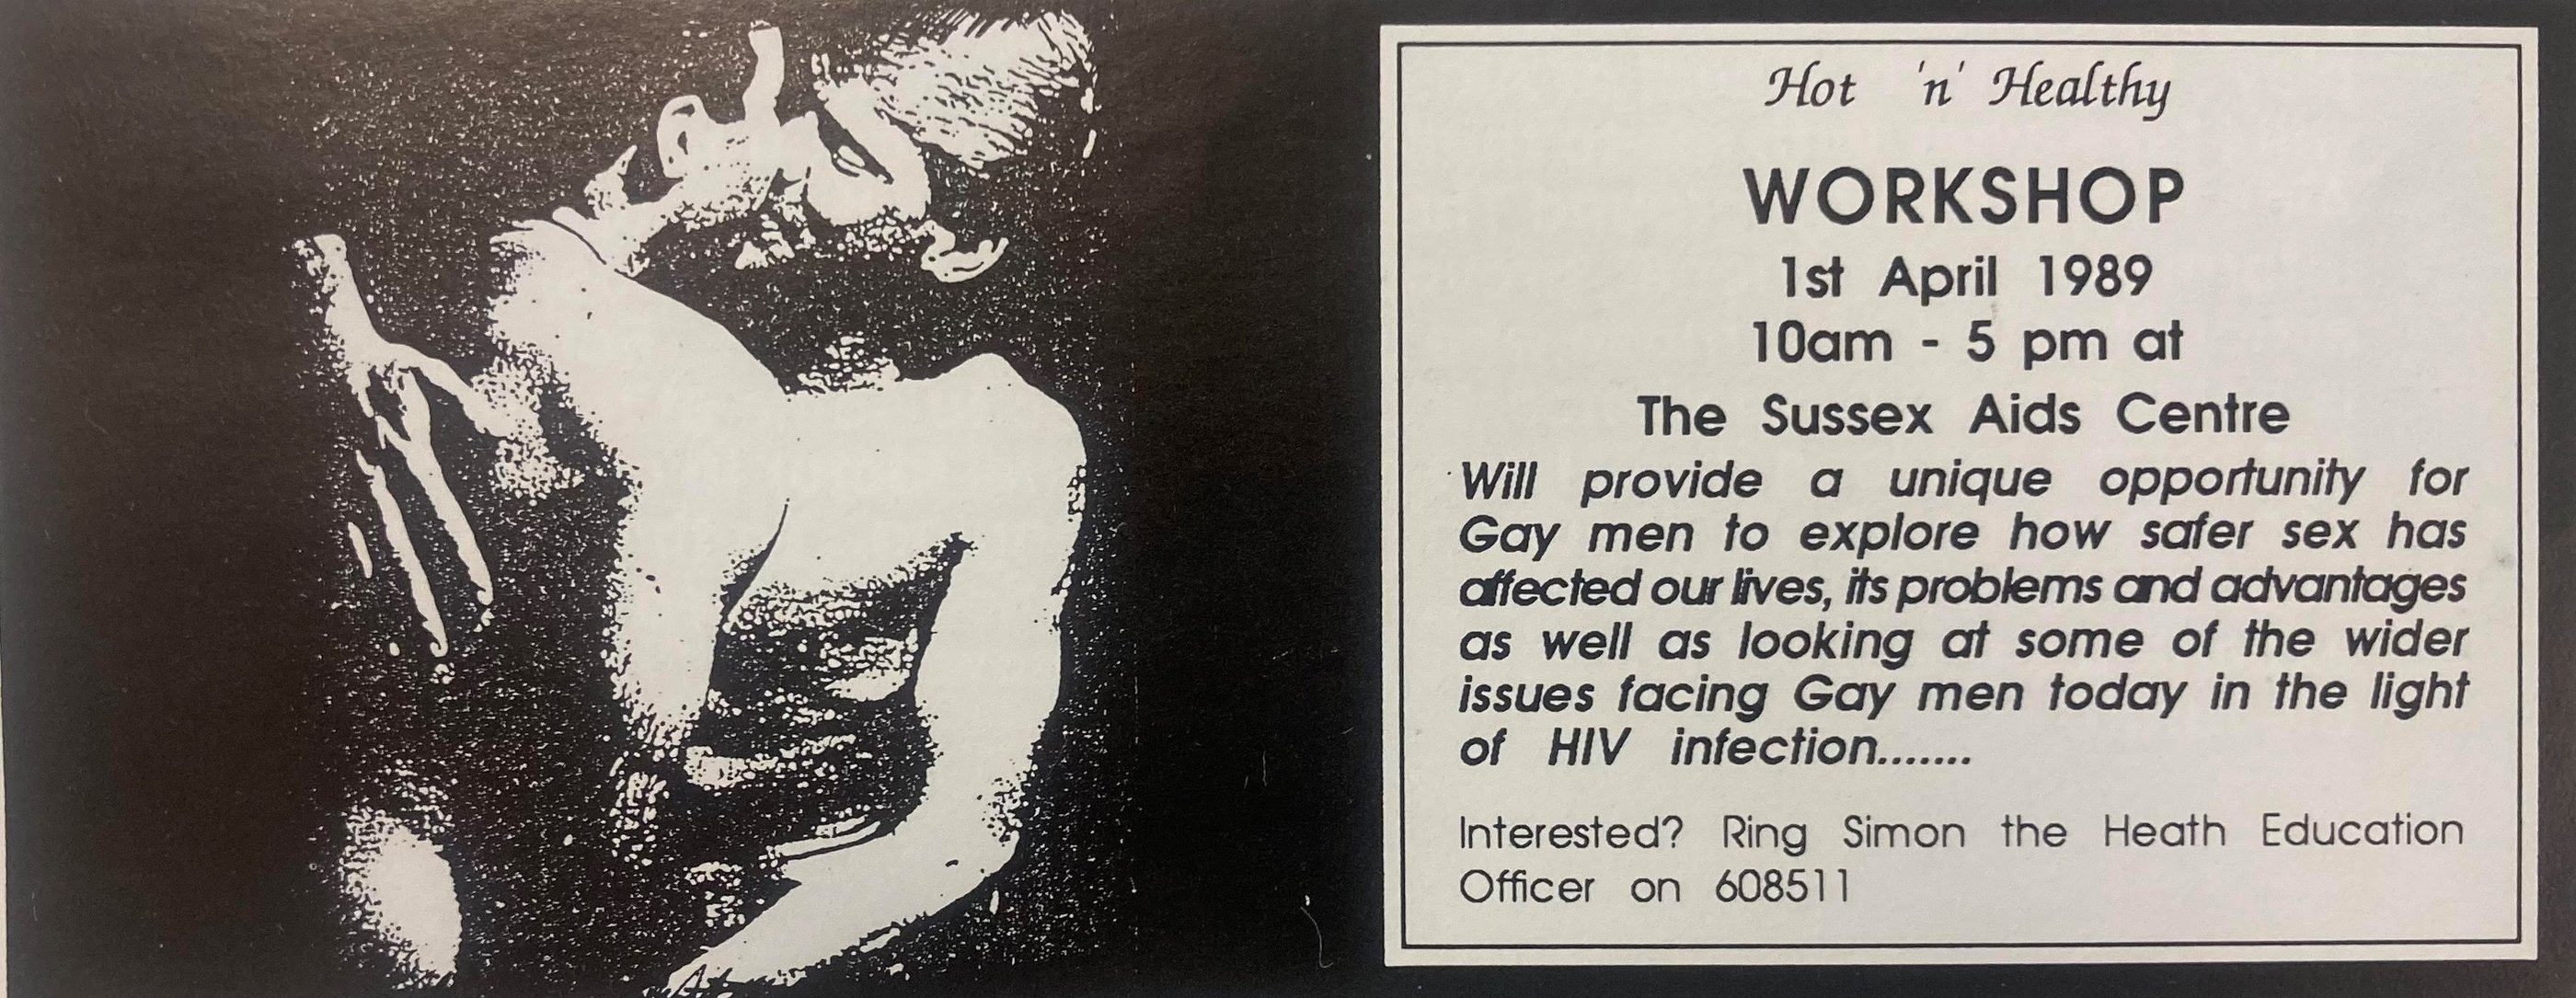 Hot 'n' Healthy
WORKSHOP
1st April 1989
10am - 5 pm at
The Sussex Aids Centre
Will provide a unique opportunity for
Gay men to explore how safer sex has
affected our lives, its problems and advantages
as well as looking at some of the wider
issues facing Gay men today in the light
of HIV infection.......
Interested? Ring Simon the Heath Education
Officer on 608511